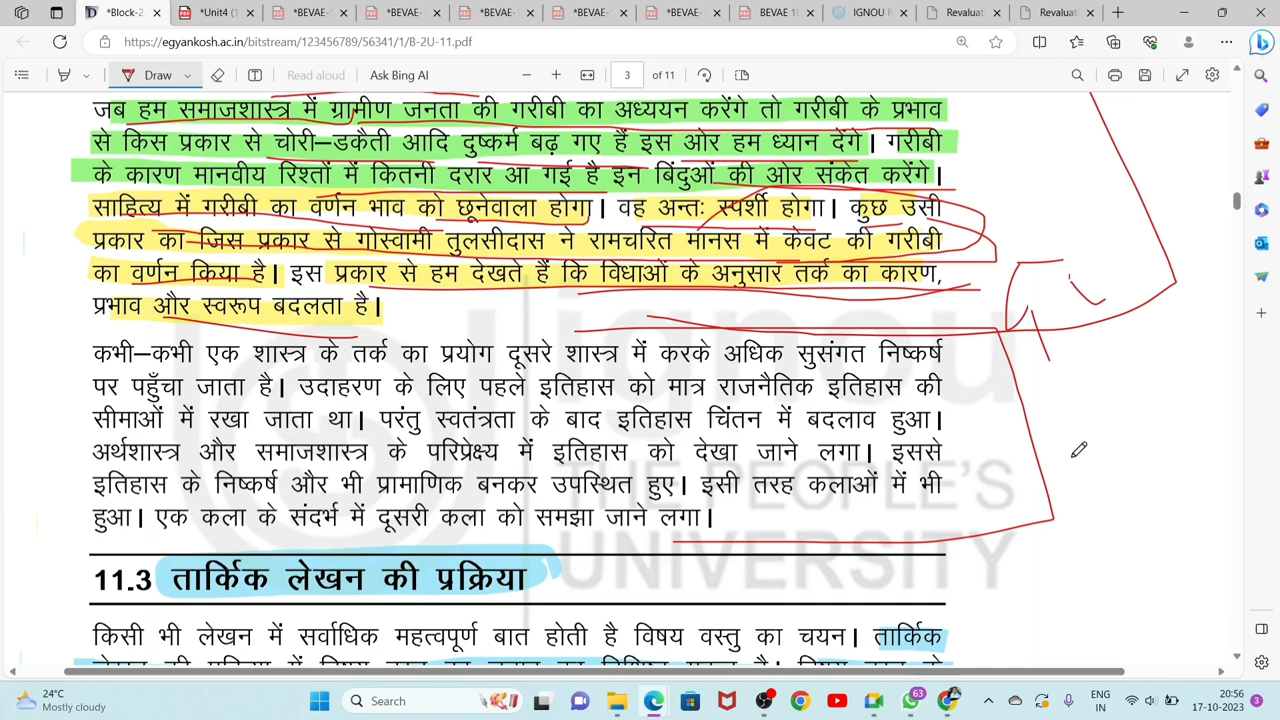 *Block-2.
*Unit4 (1
*BEVAE-
*BEVAE-
*BEVAE-
*BEVAE-
*BEVAE-
BEVAE 18
IGNOU
Revaluat
Revaluat
https://egyankosh.ac.in/bitstream/123456789/56341/1/B-2U-11.pdf
Draw
Read aloud
Ask Bing AI
3 of 11
जब हम समाजशास्त्र में ग्रामीण जनता की गरीबी का अध्ययन करेंगे तो गरीबी के प्रभाव
से किस प्रकार से चोरी–डकैती आदि दुष्कर्म बढ़ गए हैं इस ओर हम ध्यान देंगे। गरीबी
के कारण मानवीय रिश्तों में कितनी दरार आ गई है इन बिंदुओं की ओर संकेत करेंगे।
साहित्य में गरीबी का वर्णन भाव को छूनेवाला होगा। वह अन्तः स्पर्शी होगा। कुछ उसी
प्रकार का जिस प्रकार से गोस्वामी तुलसीदास ने रामचरित मानस में केवट की गरीबी
का वर्णन किया है। इस प्रकार से हम देखते हैं कि विधाओं के अनुसार तर्क का कारण,
प्रभाव और स्वरूप बदलता है।
कभी–कभी एक शास्त्र के तर्क का प्रयोग दूसरे शास्त्र में करके अधिक सुसंगत निष्कर्ष
पर पहुँचा जाता है। उदाहरण के लिए पहले इतिहास को मात्र राजनैतिक इतिहास की
सीमाओं में रखा जाता था। परंतु स्वतंत्रता के बाद इतिहास चिंतन में बदलाव हुआ।
अर्थशास्त्र और समाजशास्त्र के परिप्रेक्ष्य में इतिहास को देखा जाने लगा। इससे
इतिहास के निष्कर्ष और भी प्रामाणिक बनकर उपस्थित हुए। इसी तरह कलाओं में भी
हुआ। एक कला के संदर्भ में दूसरी कला को समझा जाने लगा।
ignou
THE PEOPLE'S
UNIVERSITY
11.3 तार्किक लेखन की प्रक्रिया
किसी भी लेखन में सर्वाधिक महत्वपूर्ण बात होती है विषय वस्तु का चयन। तार्किक
24°C
Mostly cloudy
Search
63
ENG
IN
20:56
17-10-2023
3